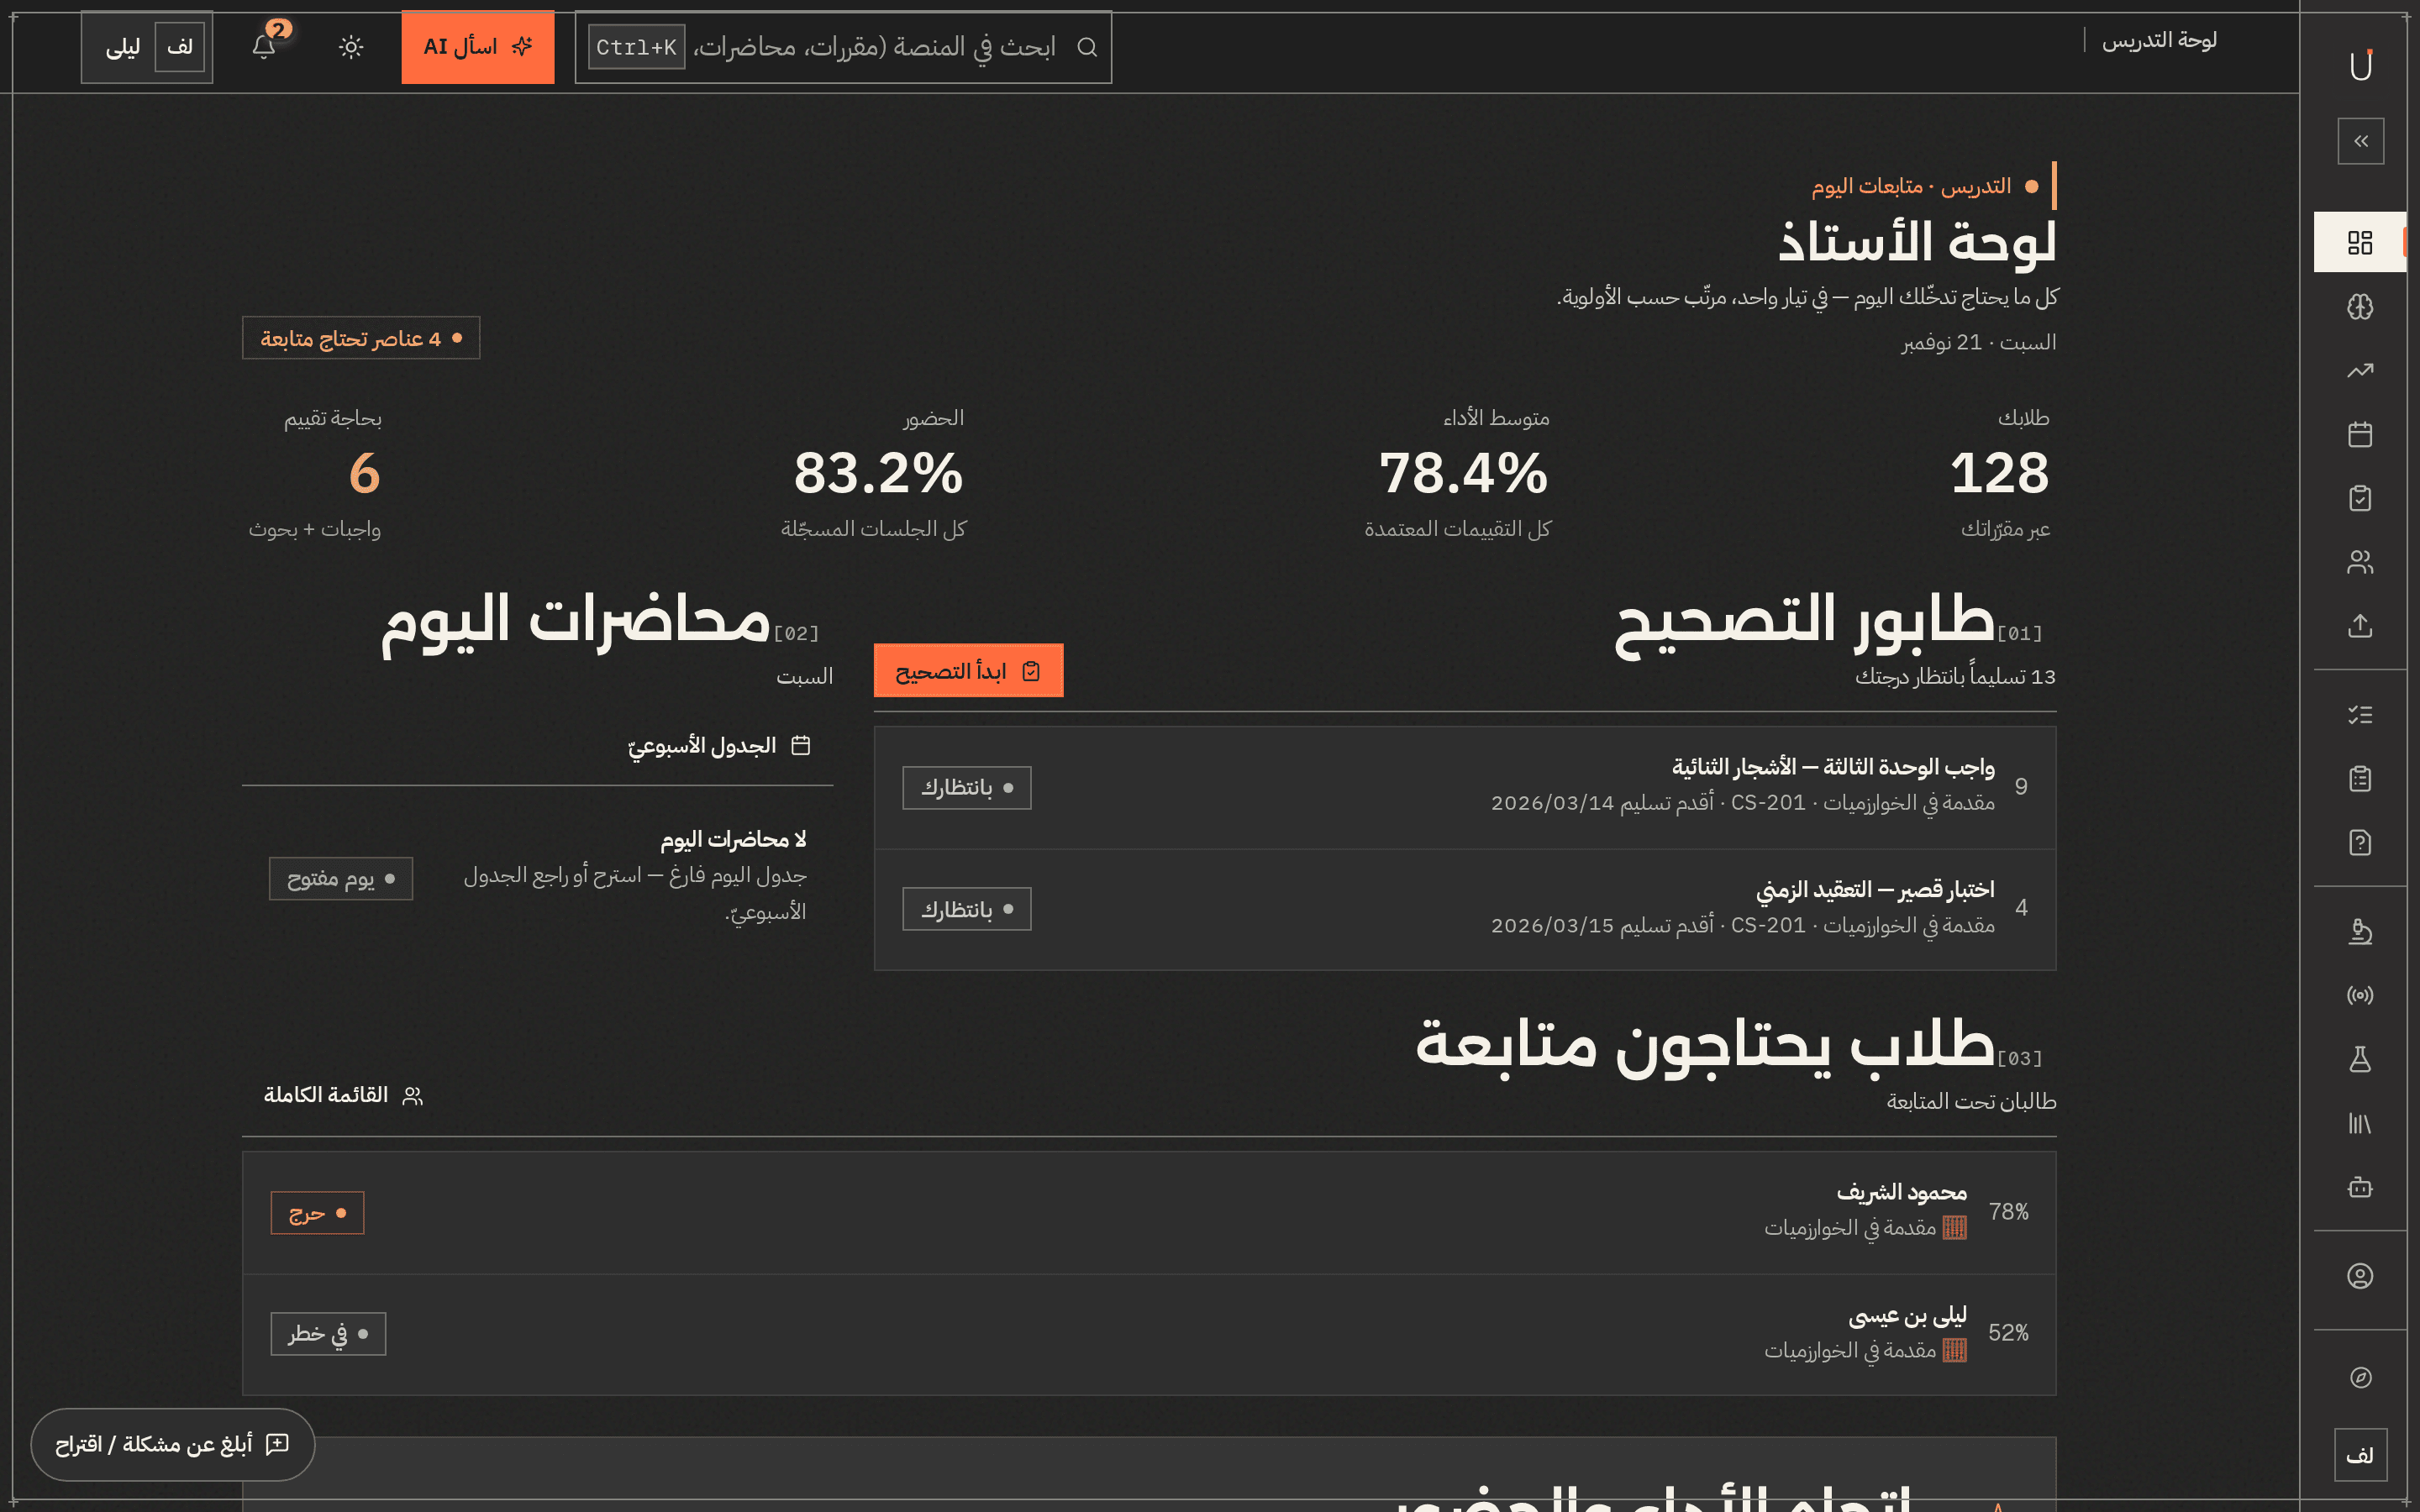 لوحة التدريس
ابحث في المنصة (مقررات، محاضرات،
Ctrl+K
اسأل AI
2
لف
ليلى
التدريس · متابعات اليوم
لوحة الأستاذ
كل ما يحتاج تدخّلك اليوم — في تيار واحد، مرتّب حسب الأولوية.
السبت · 21 نوفمبر
4 عناصر تحتاج متابعة
طلابك
128
عبر مقرّراتك
متوسط الأداء
78.4%
كل التقييمات المعتمدة
الحضور
83.2%
كل الجلسات المسجّلة
بحاجة تقييم
6
واجبات + بحوث
[01] طابور التصحيح
13 تسليماً بانتظار درجتك
ابدأ التصحيح
9
واجب الوحدة الثالثة — الأشجار الثنائية
مقدمة في الخوارزميات · CS-201 · أقدم تسليم 2026/03/14
بانتظارك
4
اختبار قصير — التعقيد الزمني
مقدمة في الخوارزميات · CS-201 · أقدم تسليم 2026/03/15
بانتظارك
[02] محاضرات اليوم
السبت
الجدول الأسبوعيّ
لا محاضرات اليوم
جدول اليوم فارغ — استرح أو راجع الجدول
الأسبوعيّ.
يوم مفتوح
[03] طلاب يحتاجون متابعة
طالبان تحت المتابعة
القائمة الكاملة
78%
محمود الشريف
مقدمة في الخوارزميات
حرج
52%
ليلى بن عيسى
مقدمة في الخوارزميات
في خطر
اتجاه الأداء والحضور
أبلغ عن مشكلة / اقتراح
لف